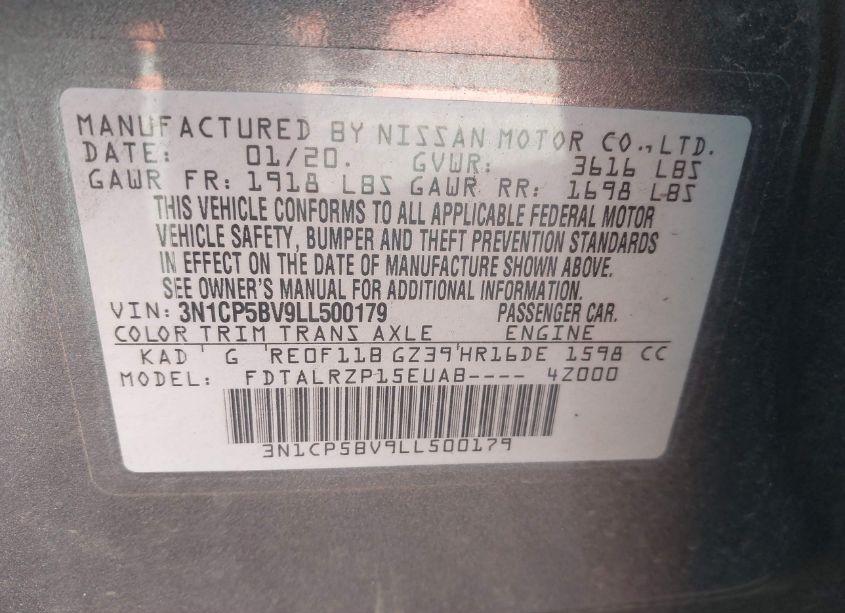 MANUFACTURED BY NISSAN MOTOR CO.,LTD.
DATE: 01/20. GVWR: 3616 LBS
GAWR FR: 1918 LBS GAWR RR: 1698 LBS
THIS VEHICLE CONFORMS TO ALL APPLICABLE FEDERAL MOTOR
VEHICLE SAFETY, BUMPER AND THEFT PREVENTION STANDARDS
IN EFFECT ON THE DATE OF MANUFACTURE SHOWN ABOVE.
SEE OWNER'S MANUAL FOR ADDITIONAL INFORMATION.
VIN: 3N1CP5BV9LL500179 PASSENGER CAR.
COLOR TRIM TRANS AXLE ENGINE
KAD G RE0F11B GZ39 HR16DE 1598 CC
MODEL: FDTALRZP15EUAB---- 4Z000
3N1CP5BV9LL500179